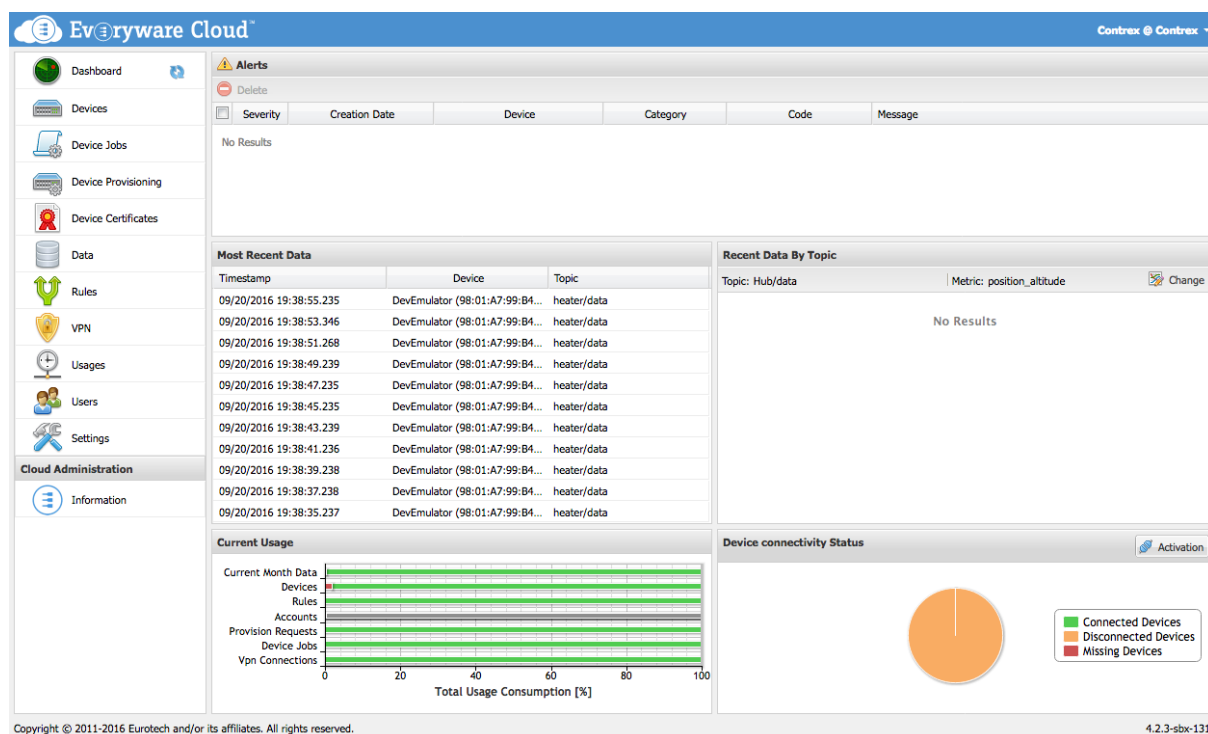 Everyware Cloud™
Contrex @ Contrex
Dashboard
Devices
Device Jobs
Device Provisioning
Device Certificates
Data
Rules
VPN
Usages
Users
Settings
Cloud Administration
Information
Alerts
Delete
Severity Creation Date Device Category Code Message
No Results
Most Recent Data
Timestamp Device Topic
09/20/2016 19:38:55.235 DevEmulator (98:01:A7:99:B4... heater/data
09/20/2016 19:38:53.346 DevEmulator (98:01:A7:99:B4... heater/data
09/20/2016 19:38:51.268 DevEmulator (98:01:A7:99:B4... heater/data
09/20/2016 19:38:49.239 DevEmulator (98:01:A7:99:B4... heater/data
09/20/2016 19:38:47.235 DevEmulator (98:01:A7:99:B4... heater/data
09/20/2016 19:38:45.235 DevEmulator (98:01:A7:99:B4... heater/data
09/20/2016 19:38:43.239 DevEmulator (98:01:A7:99:B4... heater/data
09/20/2016 19:38:41.236 DevEmulator (98:01:A7:99:B4... heater/data
09/20/2016 19:38:39.238 DevEmulator (98:01:A7:99:B4... heater/data
09/20/2016 19:38:37.238 DevEmulator (98:01:A7:99:B4... heater/data
09/20/2016 19:38:35.237 DevEmulator (98:01:A7:99:B4... heater/data
Recent Data By Topic
Topic: Hub/data Metric: position_altitude Change
No Results
Current Usage
Current Month Data
Devices
Rules
Accounts
Provision Requests
Device Jobs
Vpn Connections
0 20 40 60 80 100
Total Usage Consumption [%]
Device connectivity Status
Activation
Connected Devices
Disconnected Devices
Missing Devices
Copyright © 2011-2016 Eurotech and/or its affiliates. All rights reserved.
4.2.3-sbx-131